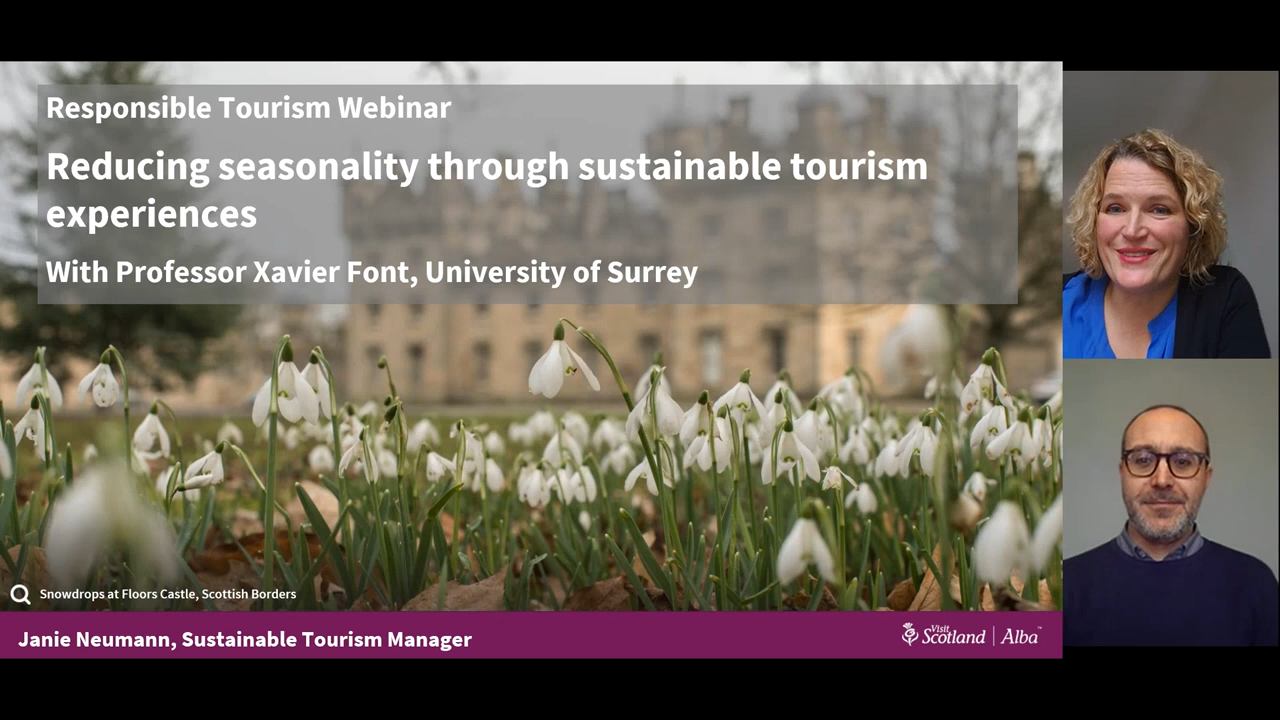 Responsible Tourism Webinar
Reducing seasonality through sustainable tourism
experiences
With Professor Xavier Font, University of Surrey
Snowdrops at Floors Castle, Scottish Borders
Janie Neumann, Sustainable Tourism Manager
Visit
Scotland | Alba™